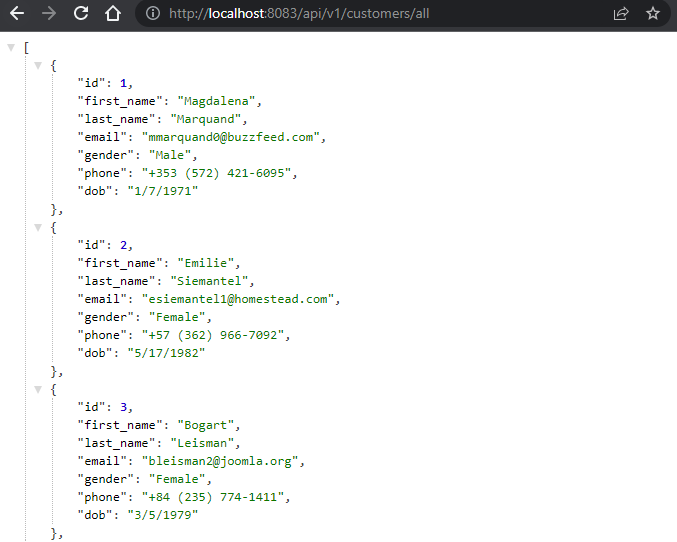 http://localhost:8083/api/v1/customers/all
[
{
"id": 1,
"first_name": "Magdalena",
"last_name": "Marquand",
"email": "mmarquand0@buzzfeed.com",
"gender": "Male",
"phone": "+353 (572) 421-6095",
"dob": "1/7/1971"
},
{
"id": 2,
"first_name": "Emilie",
"last_name": "Siemantel",
"email": "esiemantel1@homestead.com",
"gender": "Female",
"phone": "+57 (362) 966-7092",
"dob": "5/17/1982"
},
{
"id": 3,
"first_name": "Bogart",
"last_name": "Leisman",
"email": "bleisman2@joomla.org",
"gender": "Female",
"phone": "+84 (235) 774-1411",
"dob": "3/5/1979"
},